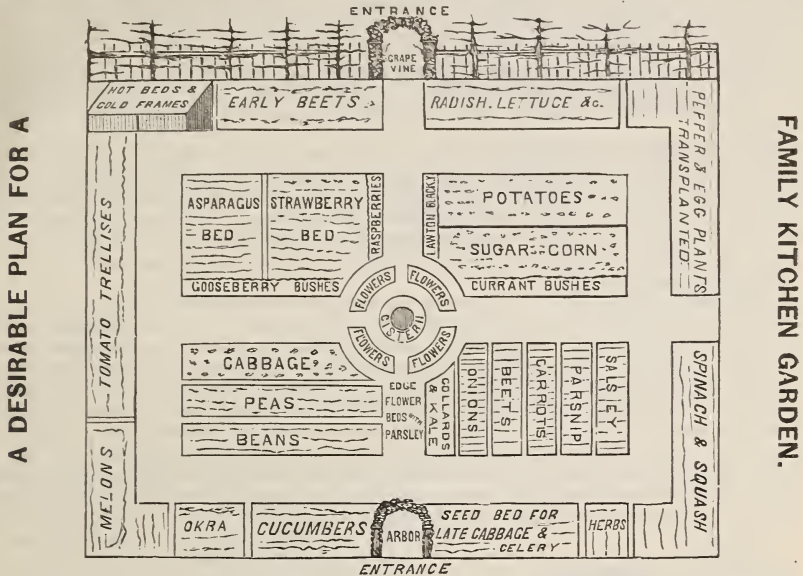 A DESIRABLE PLAN FOR A
FAMILY KITCHEN GARDEN.
ENTRANCE
GRAPE
VINE
HOT BEDS &
COLD FRAMES
EARLY BEETS
RADISH. LETTUCE &c.
PEPPER & EGG PLANTS
TRANSPLANTED
TOMATO TRELLISES
ASPARAGUS
BED
STRAWBERRY
BED
RASPBERRIES
LAWTON BLACKY
POTATOES
SUGAR CORN
GOOSEBERRY BUSHES
CURRANT BUSHES
FLOWERS
FLOWERS
CISTERN
FLOWERS
FLOWERS
CABBAGE
PEAS
BEANS
EDGE
FLOWER
BEDS WITH
PARSLEY
COLLARDS
& KALE
ONIONS
BEETS
CARROTS
PARSNIP
SALSEY
SPINACH & SQUASH
MELONS
OKRA
CUCUMBERS
ARBOR
SEED BED FOR
LATE CABBAGE &
CELERY
HERBS
ENTRANCE